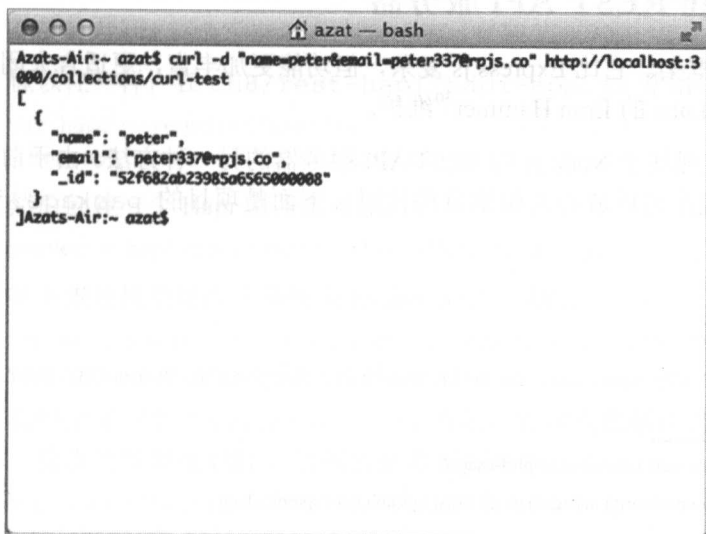 azat — bash
Azats-Air:~ azat$ curl -d "name=peter&email=peter337@rpjs.co" http://localhost:3
000/collections/curl-test
[
  {
    "name": "peter",
    "email": "peter337@rpjs.co",
    "_id": "52f682ab23985a6565000008"
  }
]Azats-Air:~ azat$